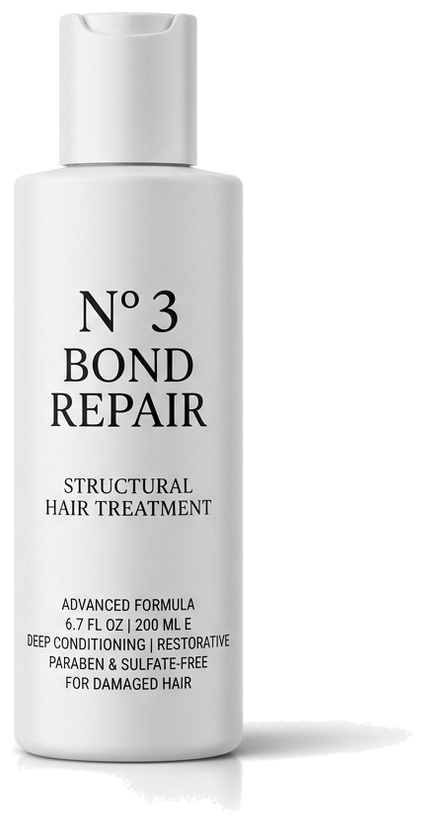 Nº 3
BOND
REPAIR
STRUCTURAL
HAIR TREATMENT
ADVANCED FORMULA
6.7 FL OZ | 200 ML E
DEEP CONDITIONING | RESTORATIVE
PARABEN & SULFATE-FREE
FOR DAMAGED HAIR